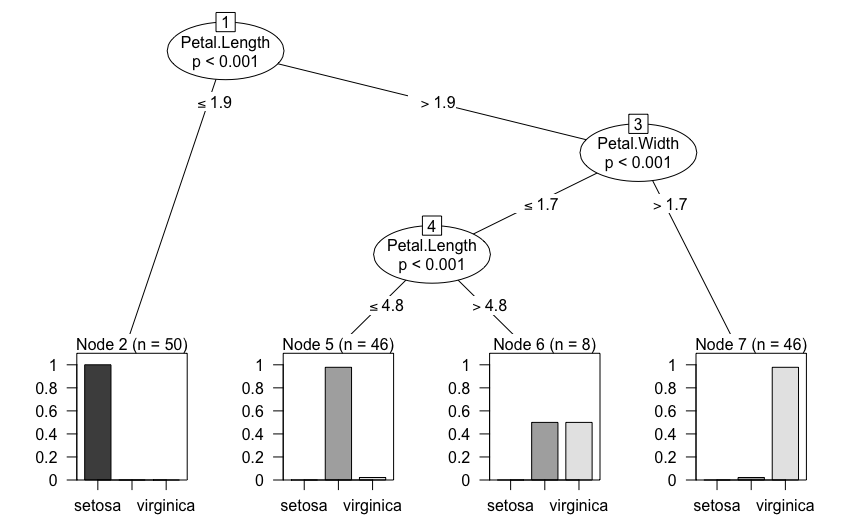 1
Petal.Length
p < 0.001
≤ 1.9
> 1.9
3
Petal.Width
p < 0.001
≤ 1.7
> 1.7
4
Petal.Length
p < 0.001
≤ 4.8
> 4.8
Node 2 (n = 50)
1
0.8
0.6
0.4
0.2
0
setosa virginica
Node 5 (n = 46)
1
0.8
0.6
0.4
0.2
0
setosa virginica
Node 6 (n = 8)
1
0.8
0.6
0.4
0.2
0
setosa virginica
Node 7 (n = 46)
1
0.8
0.6
0.4
0.2
0
setosa virginica